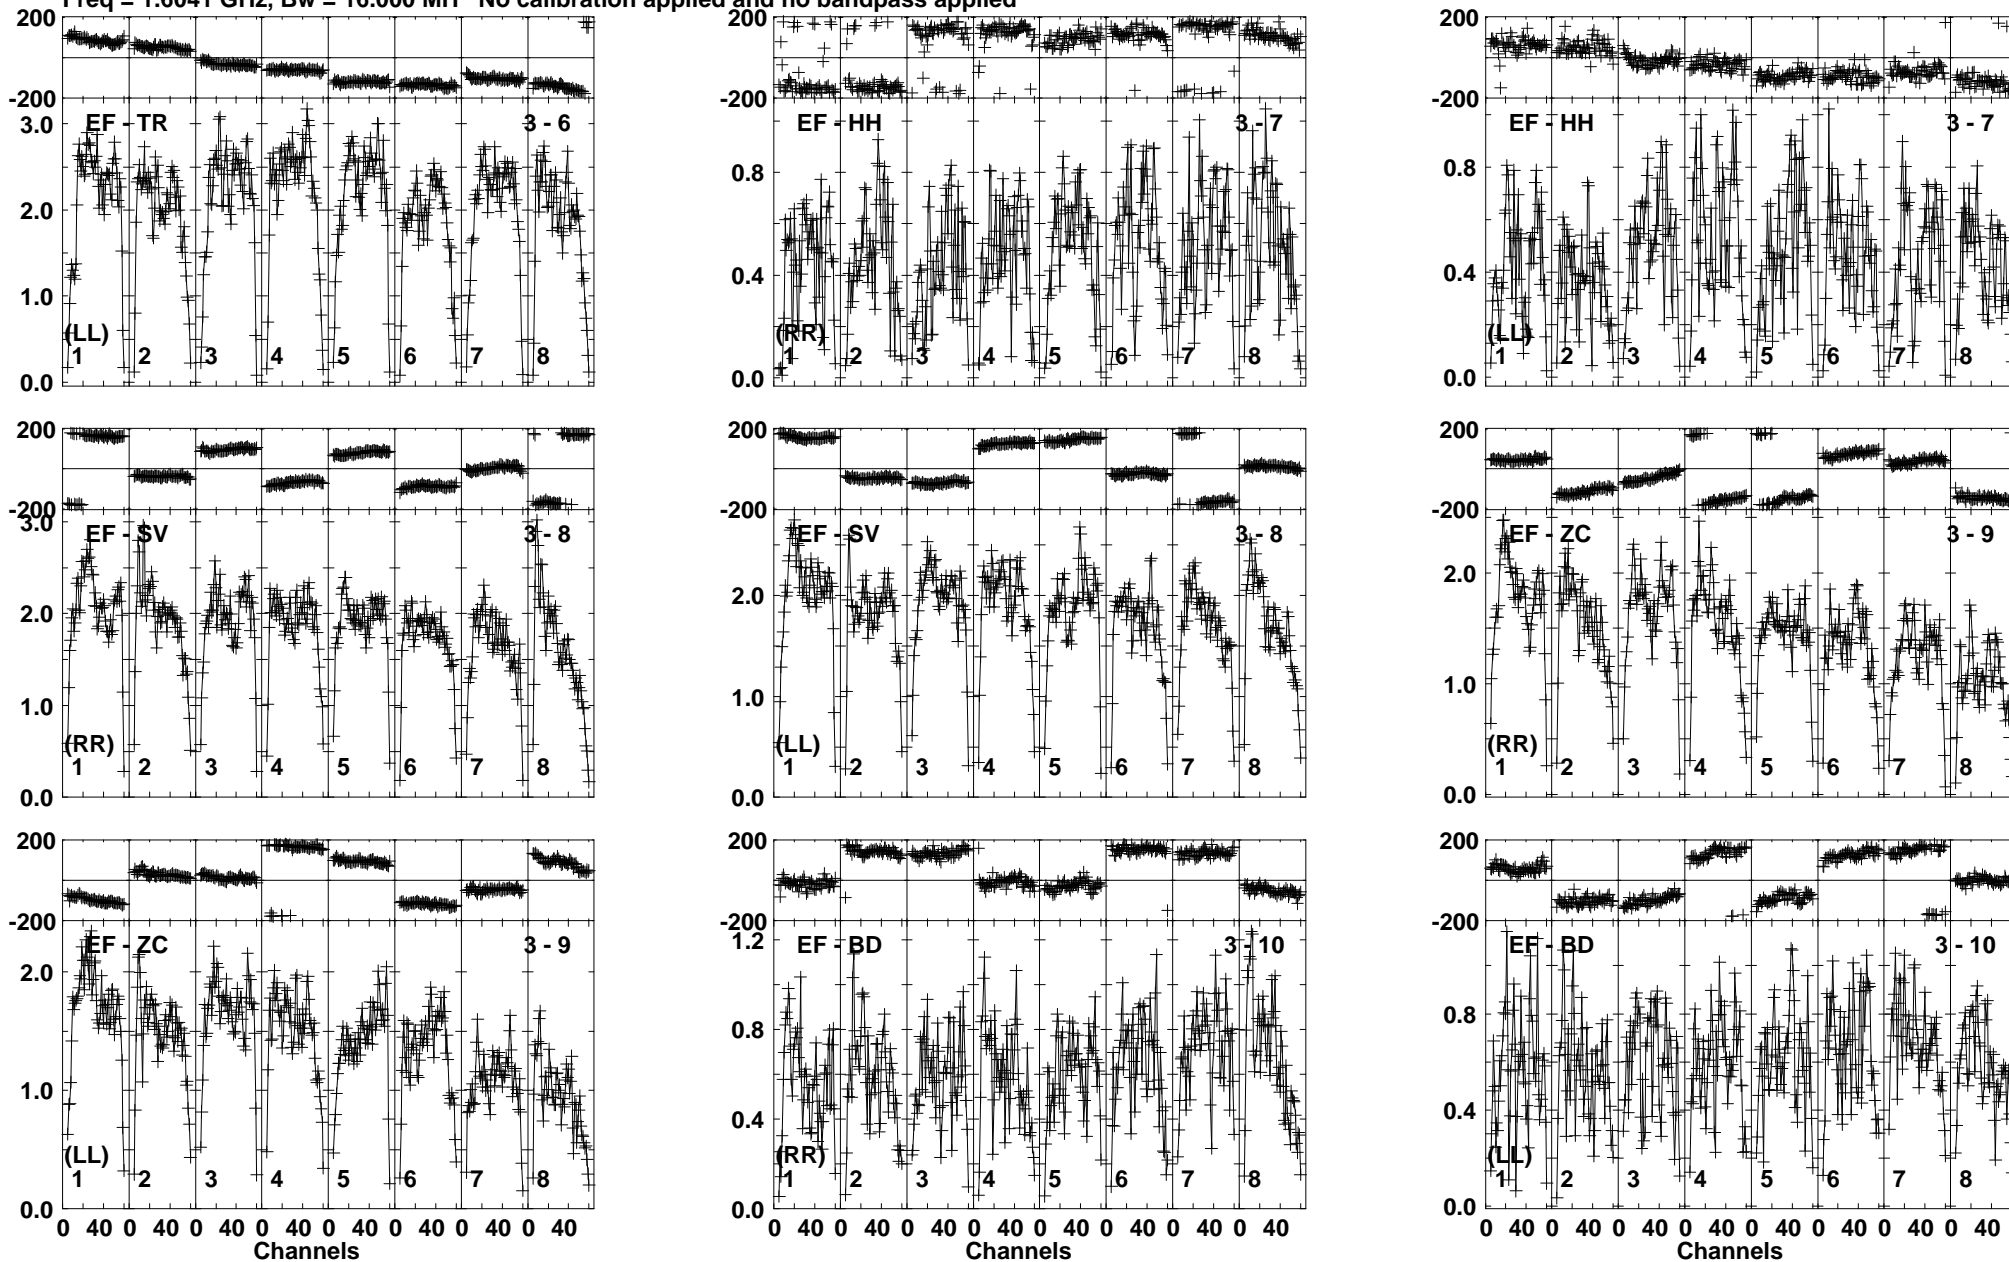 Freq = 1.6041 GHz, Bw = 16.000 MH No calibration applied and no bandpass applied
200 200 200
-200 -200 -200
EF - TR 3 - 6 EF - HH 3 - 7 EF - HH 3 - 7
3.0
2.0
1.0
0.0
0.8
0.4
0.0
0.8
0.4
0.0
(LL) (RR) (LL)
1 2 3 4 5 6 7 8 1 2 3 4 5 6 7 8 1 2 3 4 5 6 7 8
200 200 200
-200 -200 -200
EF - SV 3 - 8 EF - SV 3 - 8 EF - ZC 3 - 9
3.0
2.0
1.0
0.0
2.0
1.0
0.0
2.0
1.0
0.0
(RR) (LL) (RR)
1 2 3 4 5 6 7 8 1 2 3 4 5 6 7 8 1 2 3 4 5 6 7 8
200 200 200
-200 -200 -200
EF - ZC 3 - 9 EF - BD 3 - 10 EF - BD 3 - 10
2.0
1.0
0.0
1.2
0.8
0.4
0.0
0.8
0.4
0.0
(LL) (RR) (LL)
1 2 3 4 5 6 7 8 1 2 3 4 5 6 7 8 1 2 3 4 5 6 7 8
0 40 0 40 0 40 0 40 0 40 0 40 0 40 0 40 0 40 0 40 0 40 0 40 0 40 0 40 0 40 0 40 0 40 0 40 0 40 0 40 0 40 0 40 0 40 0 40
Channels Channels Channels